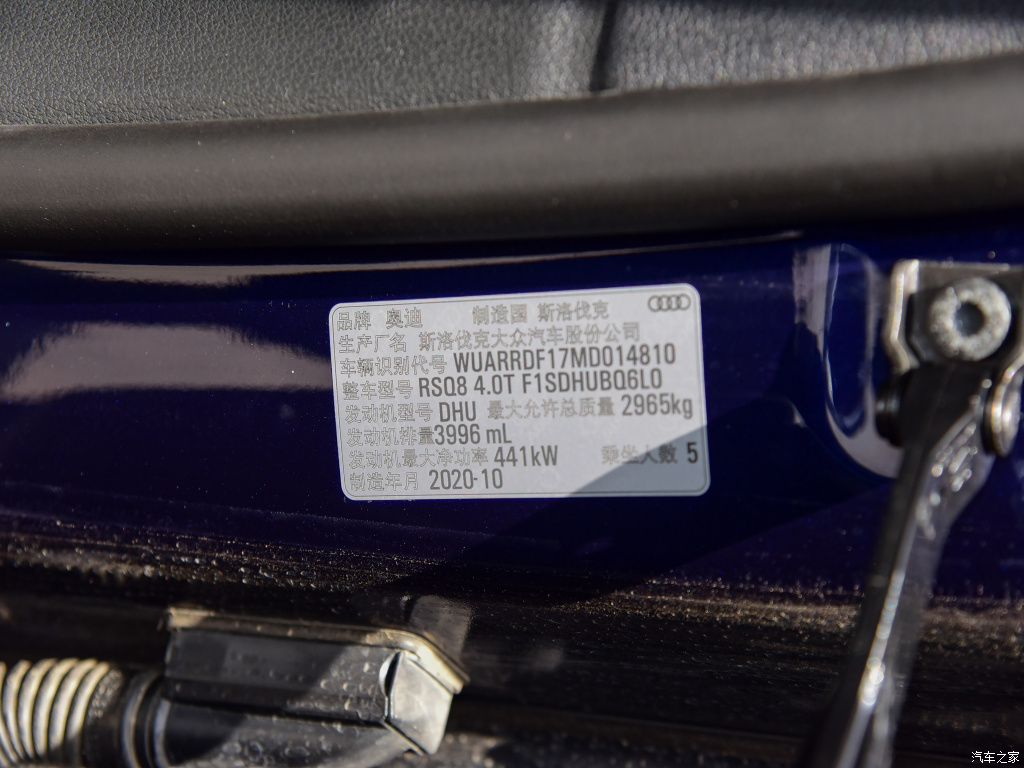 品牌 奥迪 制造国 斯洛伐克
生产厂名 斯洛伐克大众汽车股份公司
车辆识别代号 WUARRDF17MD014810
整车型号 RSQ8 4.0T F1SDHUBQ6L0
发动机型号 DHU 最大允许总质量 2965kg
发动机排量3996 mL
发动机最大净功率 441kW 乘坐人数 5
制造年月 2020-10
汽车之家